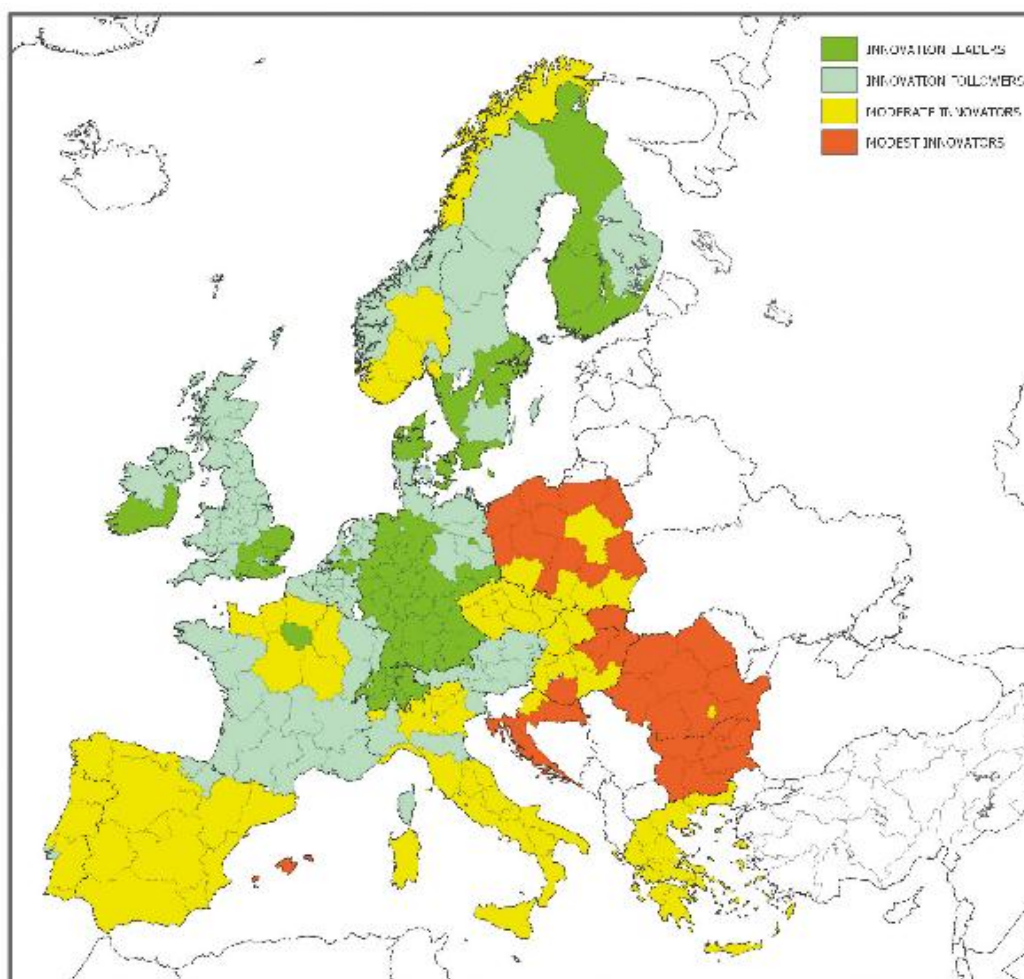 INNOVATION LEADERS
INNOVATION FOLLOWERS
MODERATE INNOVATORS
MODEST INNOVATORS